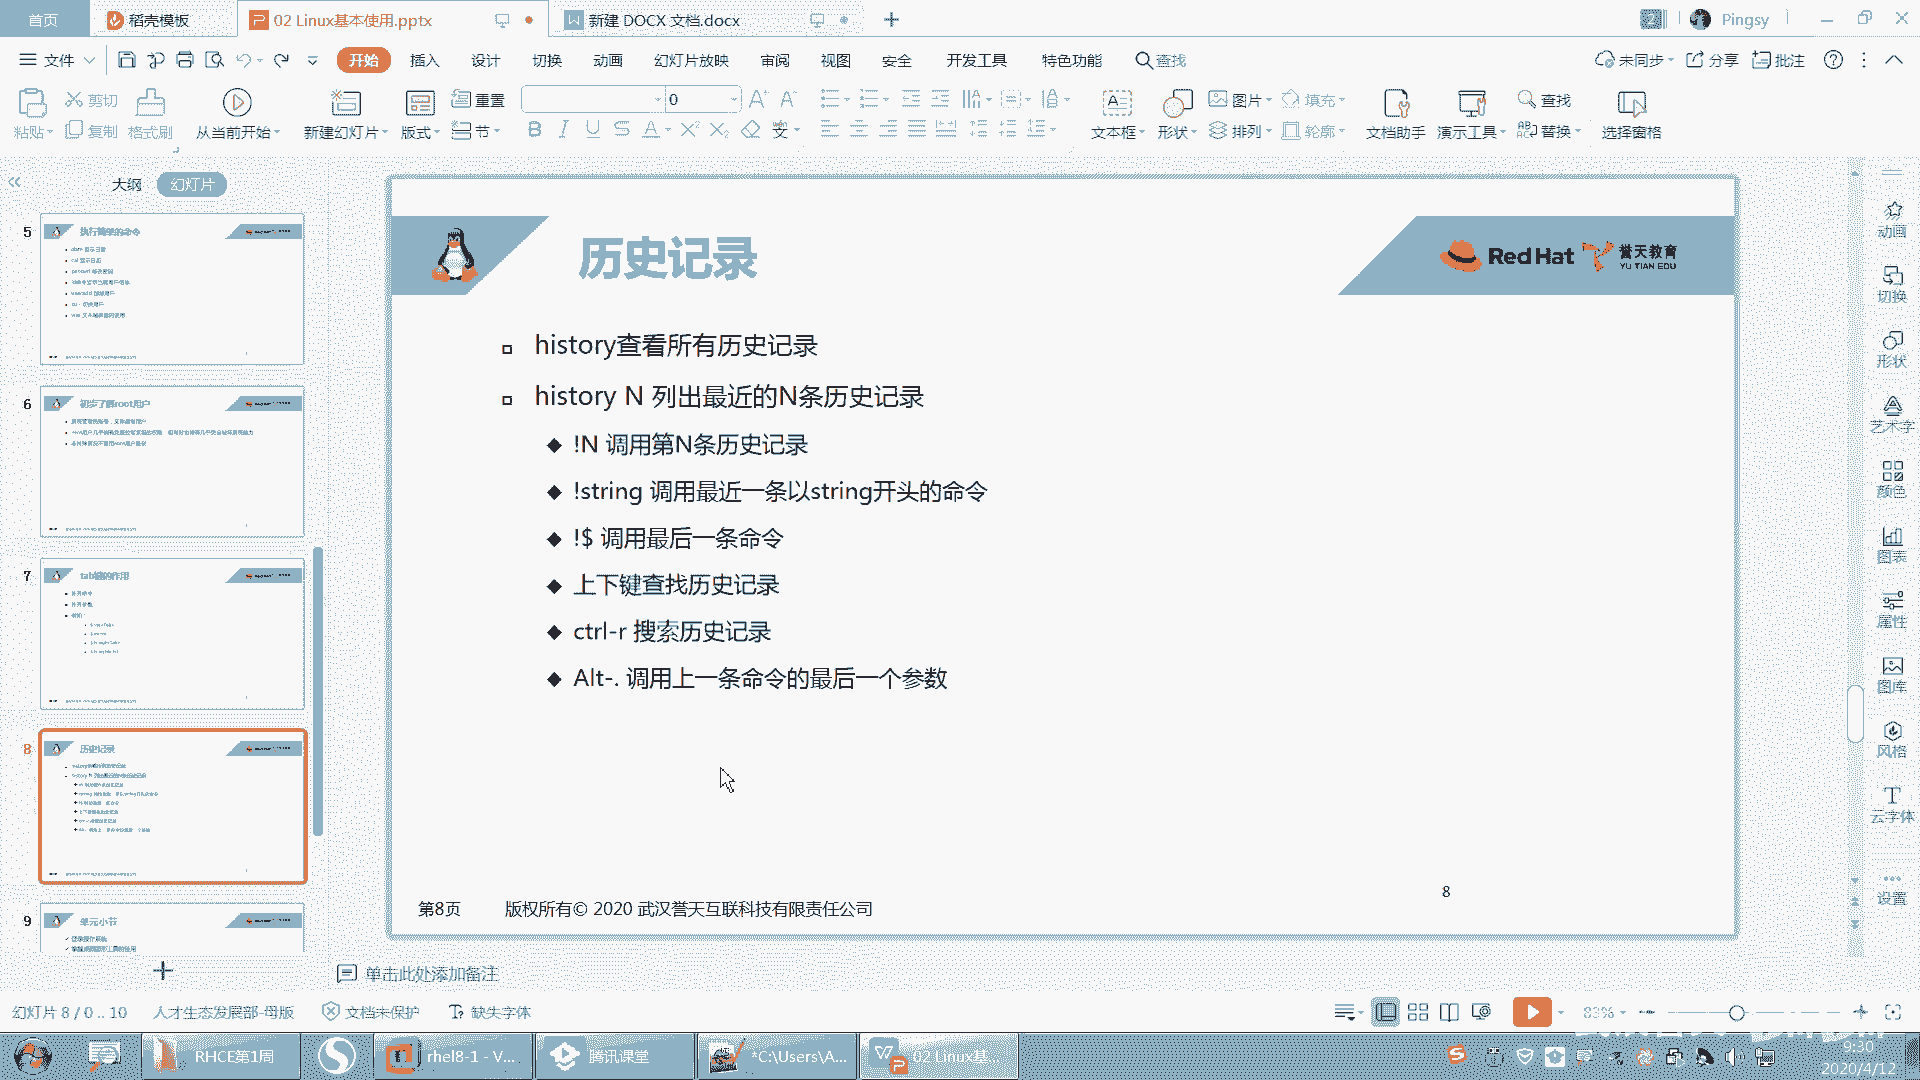 首页
稻壳模板
02 Linux基本使用.pptx
新建 DOCX 文档.docx
Pingsy
文件
开始
插入
设计
切换
动画
幻灯片放映
审阅
视图
安全
开发工具
特色功能
查找
未同步
分享
批注
粘贴
剪切
复制
格式刷
从当前开始
新建幻灯片
版式
重置
节
0
文本框
形状
图片
排列
填充
轮廓
文档助手
演示工具
查找
替换
选择窗格
大纲
幻灯片
5
执行简单的命令
6
初步了解root用户
7
tab键的作用
8
历史记录
9
单元小节
历史记录
Red Hat
誉天教育
YU TIAN EDU
history查看所有历史记录
history N 列出最近的N条历史记录
!N 调用第N条历史记录
!string 调用最近一条以string开头的命令
!$ 调用最后一条命令
上下键查找历史记录
ctrl-r 搜索历史记录
Alt-. 调用上一条命令的最后一个参数
8
第8页
版权所有© 2020 武汉誉天互联科技有限责任公司
动画
切换
形状
艺术字
颜色
图表
属性
图库
风格
云字体
设置
单击此处添加备注
幻灯片 8 / 0 .. 10
人才生态发展部-母版
文档未保护
缺失字体
83%
RHCE第1周
rhel8-1 - V...
腾讯课堂
*C:\Users\A...
02 Linux基...
9:30
2020/4/12